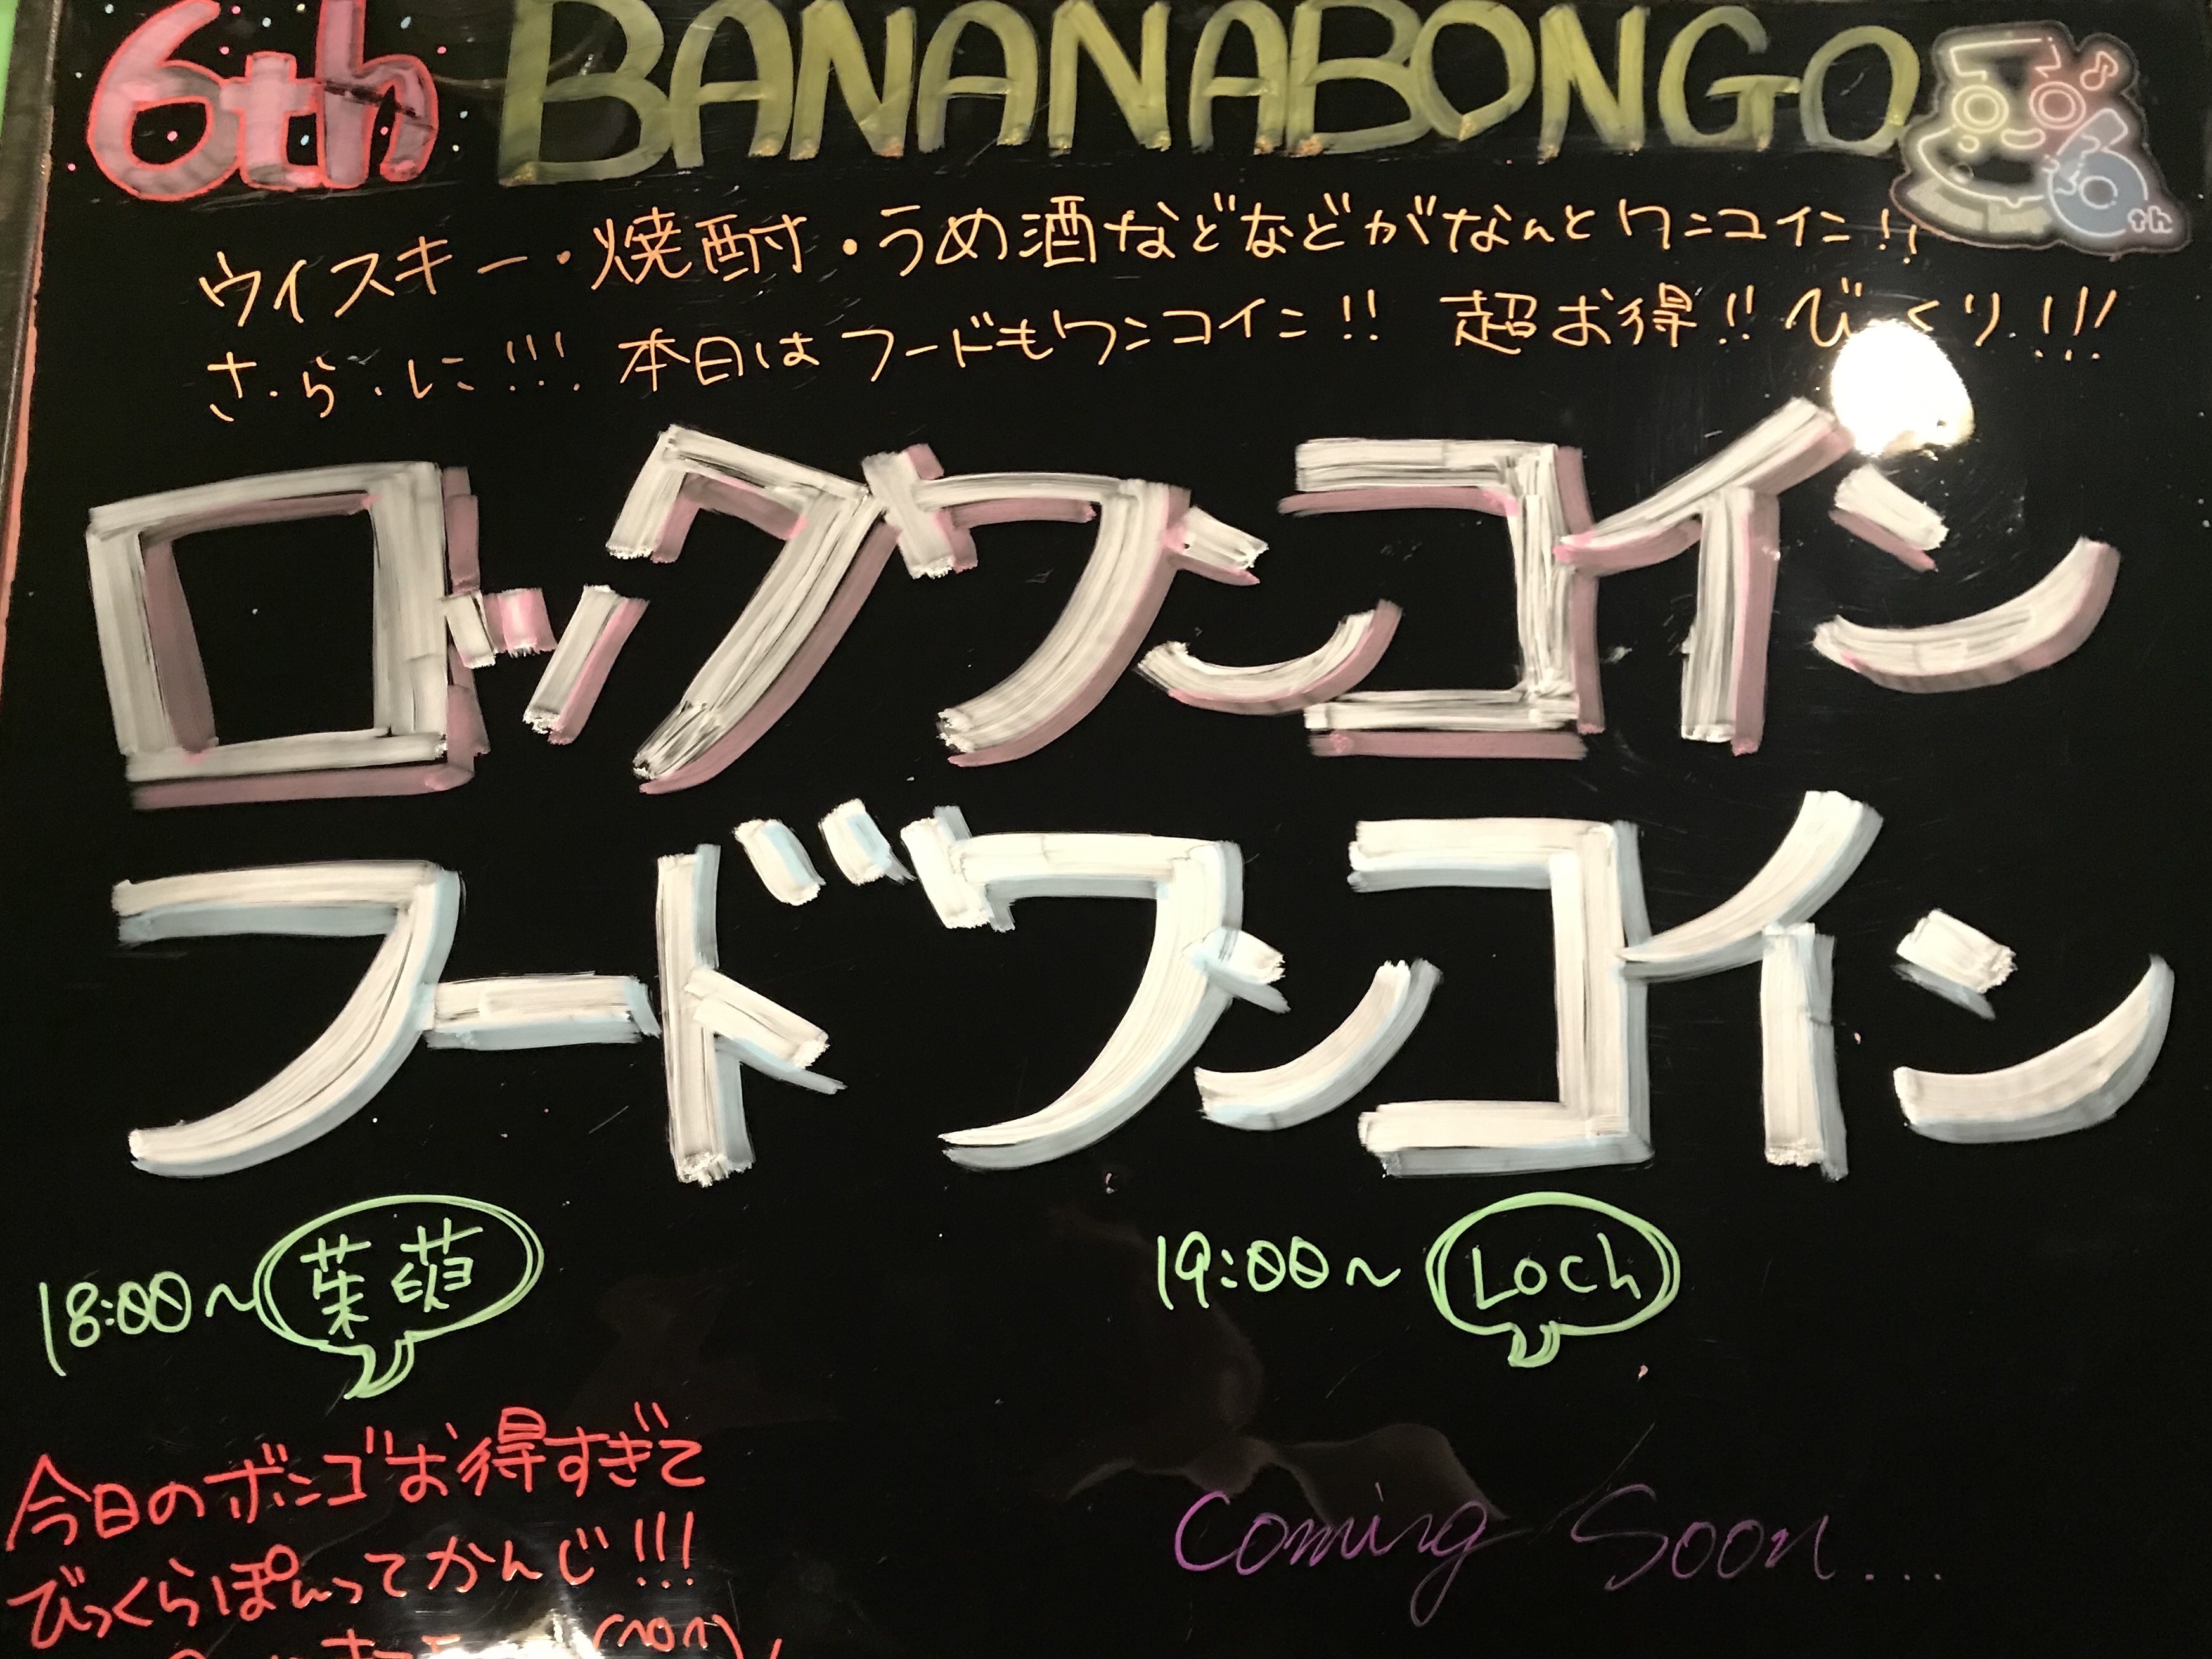 6th BANANABONGO
6th
ウイスキー・焼酎・うめ酒などなどがなんとワンコイン!!
さ・ら・に!!! 本日はフードもワンコイン!! 超お得!! びっくり!!!
ロックワンコイン
フードワンコイン
18:00〜 茱萌 19:00〜 Loch
今日のボンゴお得すぎて
びっくらぽんってかんじ!!!
Coming Soon...